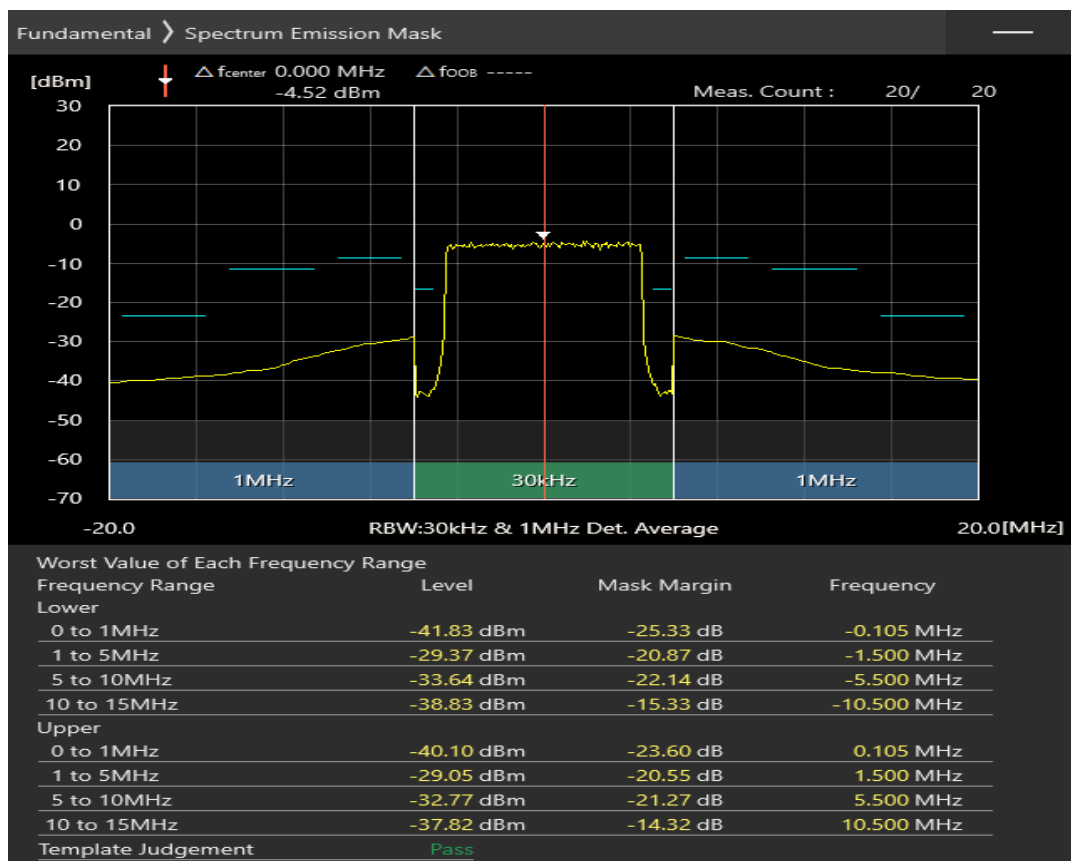 Fundamental ❯ Spectrum Emission Mask
△ fcenter 0.000 MHz △ fOOB -----
[dBm] -4.52 dBm Meas. Count : 20/ 20
30
20
10
0
-10
-20
-30
-40
-50
-60
1MHz 30kHz 1MHz
-70
-20.0 RBW:30kHz & 1MHz Det. Average 20.0[MHz]
Worst Value of Each Frequency Range
Frequency Range Level Mask Margin Frequency
Lower
0 to 1MHz -41.83 dBm -25.33 dB -0.105 MHz
1 to 5MHz -29.37 dBm -20.87 dB -1.500 MHz
5 to 10MHz -33.64 dBm -22.14 dB -5.500 MHz
10 to 15MHz -38.83 dBm -15.33 dB -10.500 MHz
Upper
0 to 1MHz -40.10 dBm -23.60 dB 0.105 MHz
1 to 5MHz -29.05 dBm -20.55 dB 1.500 MHz
5 to 10MHz -32.77 dBm -21.27 dB 5.500 MHz
10 to 15MHz -37.82 dBm -14.32 dB 10.500 MHz
Template Judgement Pass